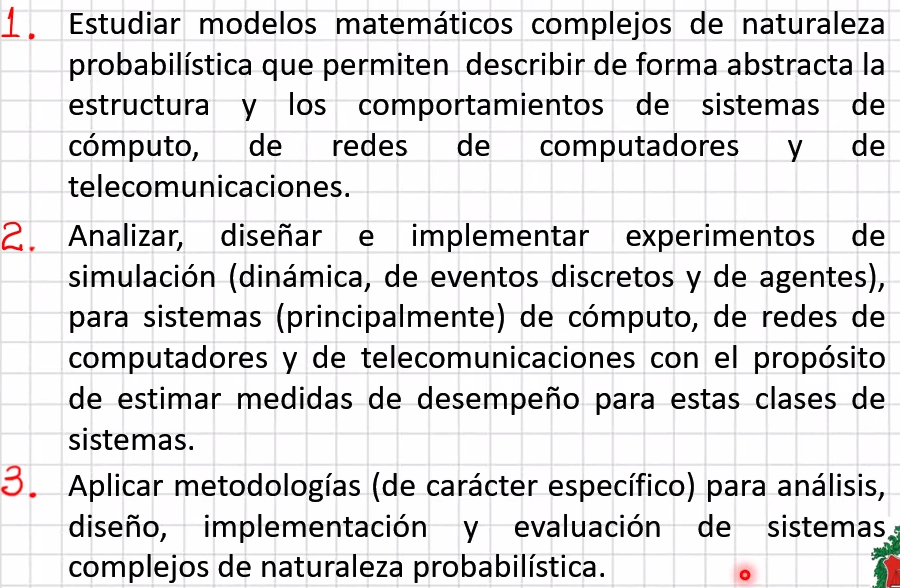 1. Estudiar modelos matemáticos complejos de naturaleza
probabilística que permiten describir de forma abstracta la
estructura y los comportamientos de sistemas de
cómputo, de redes de computadores y de
telecomunicaciones.
2. Analizar, diseñar e implementar experimentos de
simulación (dinámica, de eventos discretos y de agentes),
para sistemas (principalmente) de cómputo, de redes de
computadores y de telecomunicaciones con el propósito
de estimar medidas de desempeño para estas clases de
sistemas.
3. Aplicar metodologías (de carácter específico) para análisis,
diseño, implementación y evaluación de sistemas
complejos de naturaleza probabilística.